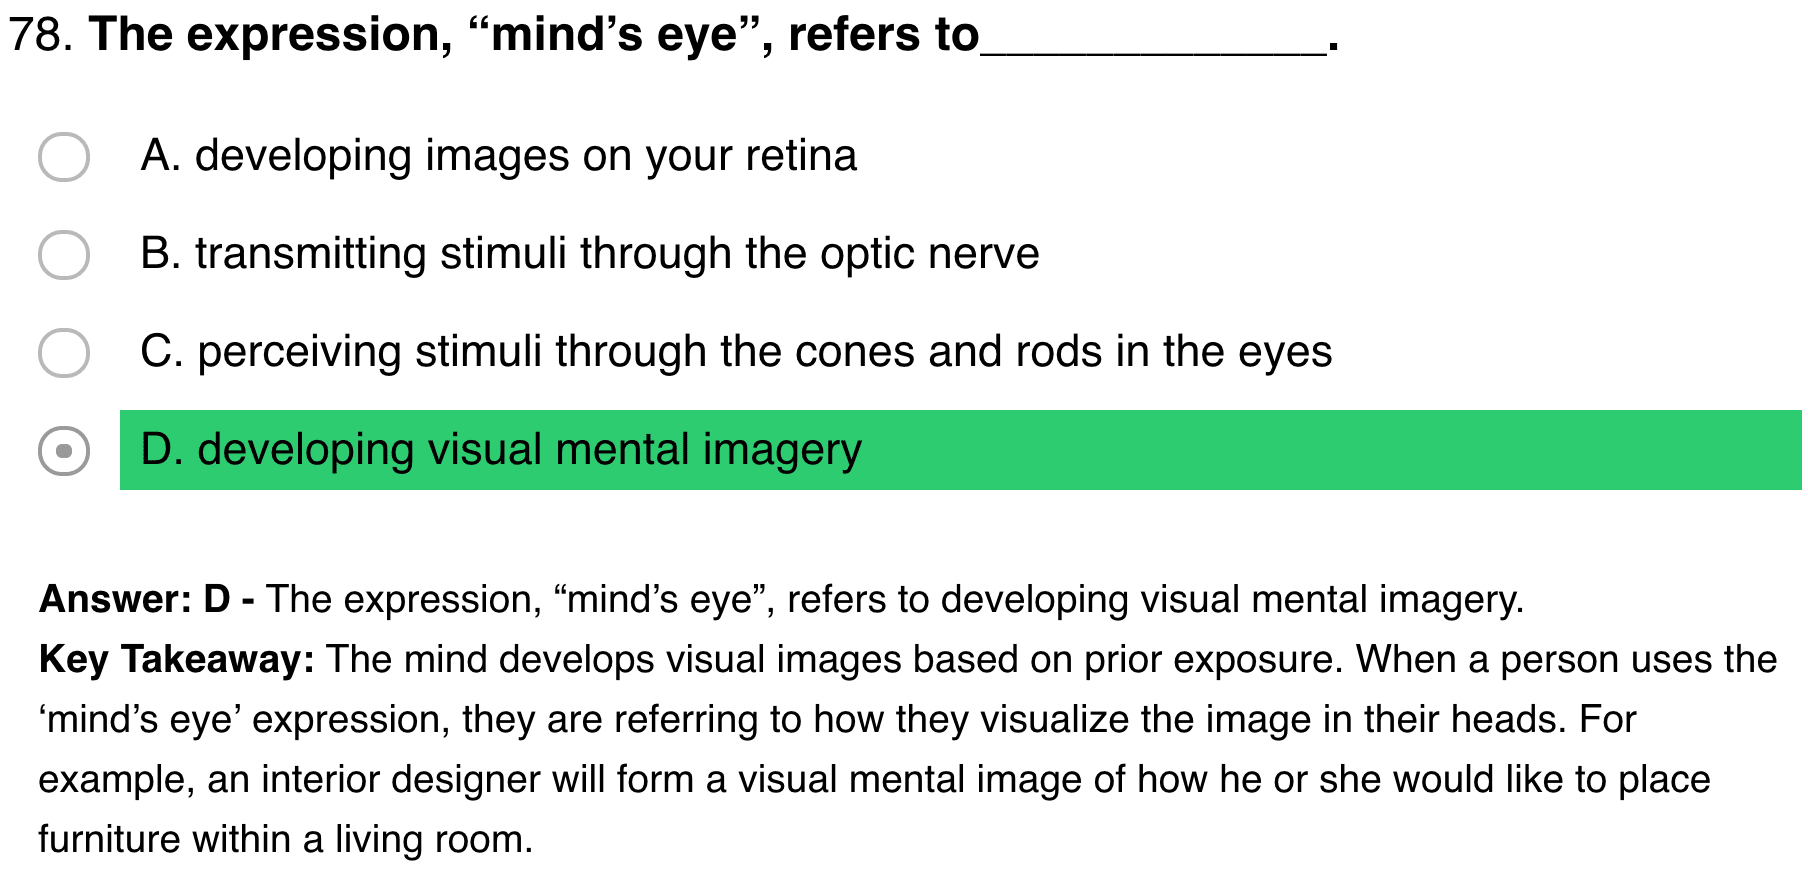 78. The expression, “mind’s eye”, refers to______________.
A. developing images on your retina
B. transmitting stimuli through the optic nerve
C. perceiving stimuli through the cones and rods in the eyes
D. developing visual mental imagery
Answer: D - The expression, “mind’s eye”, refers to developing visual mental imagery.
Key Takeaway: The mind develops visual images based on prior exposure. When a person uses the
‘mind’s eye’ expression, they are referring to how they visualize the image in their heads. For
example, an interior designer will form a visual mental image of how he or she would like to place
furniture within a living room.